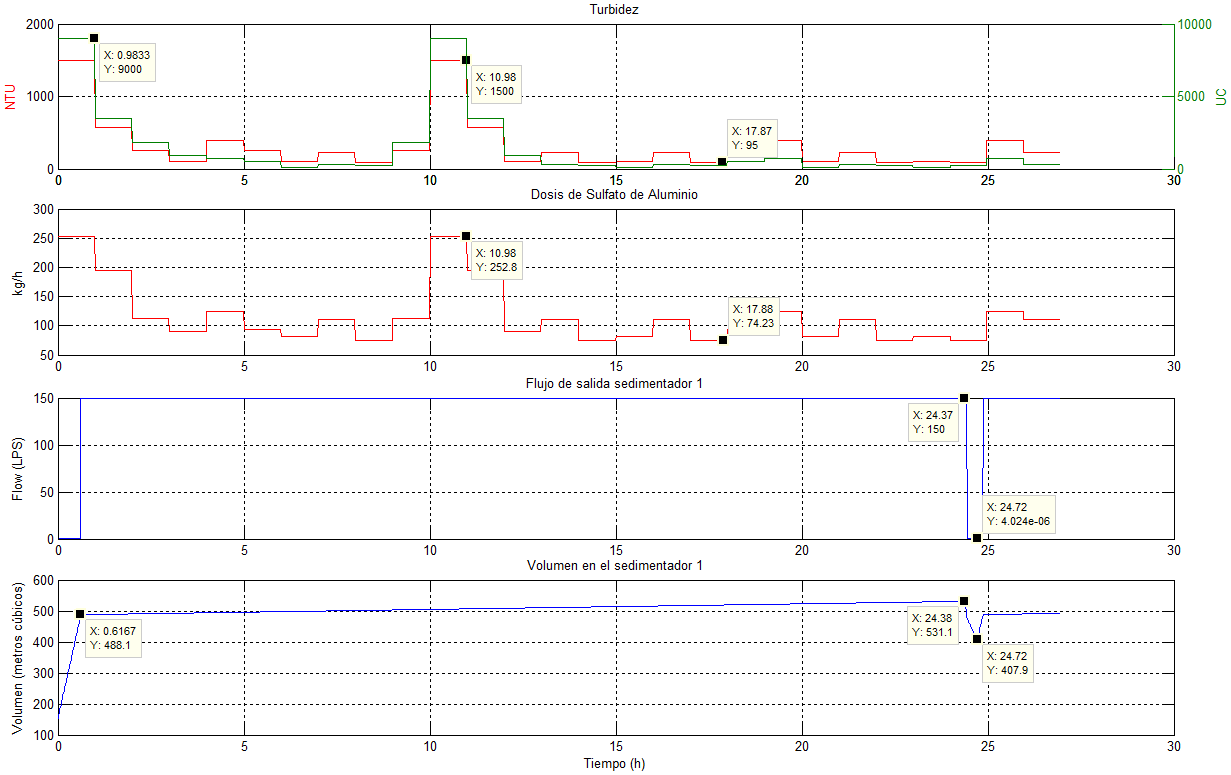 Turbidez
2000
1000
0
NTU
10000
5000
0
UC
X: 0.9833
Y: 9000
X: 10.98
Y: 1500
X: 17.87
Y: 95
0 5 10 15 20 25 30
Dosis de Sulfato de Aluminio
300
250
200
150
100
50
kg/h
X: 10.98
Y: 252.8
X: 17.88
Y: 74.23
0 5 10 15 20 25 30
Flujo de salida sedimentador 1
150
100
50
0
Flow (LPS)
X: 24.37
Y: 150
X: 24.72
Y: 4.024e-06
0 5 10 15 20 25 30
Volumen en el sedimentador 1
600
500
400
300
200
100
Volumen (metros cúbicos)
X: 0.6167
Y: 488.1
X: 24.38
Y: 531.1
X: 24.72
Y: 407.9
0 5 10 15 20 25 30
Tiempo (h)